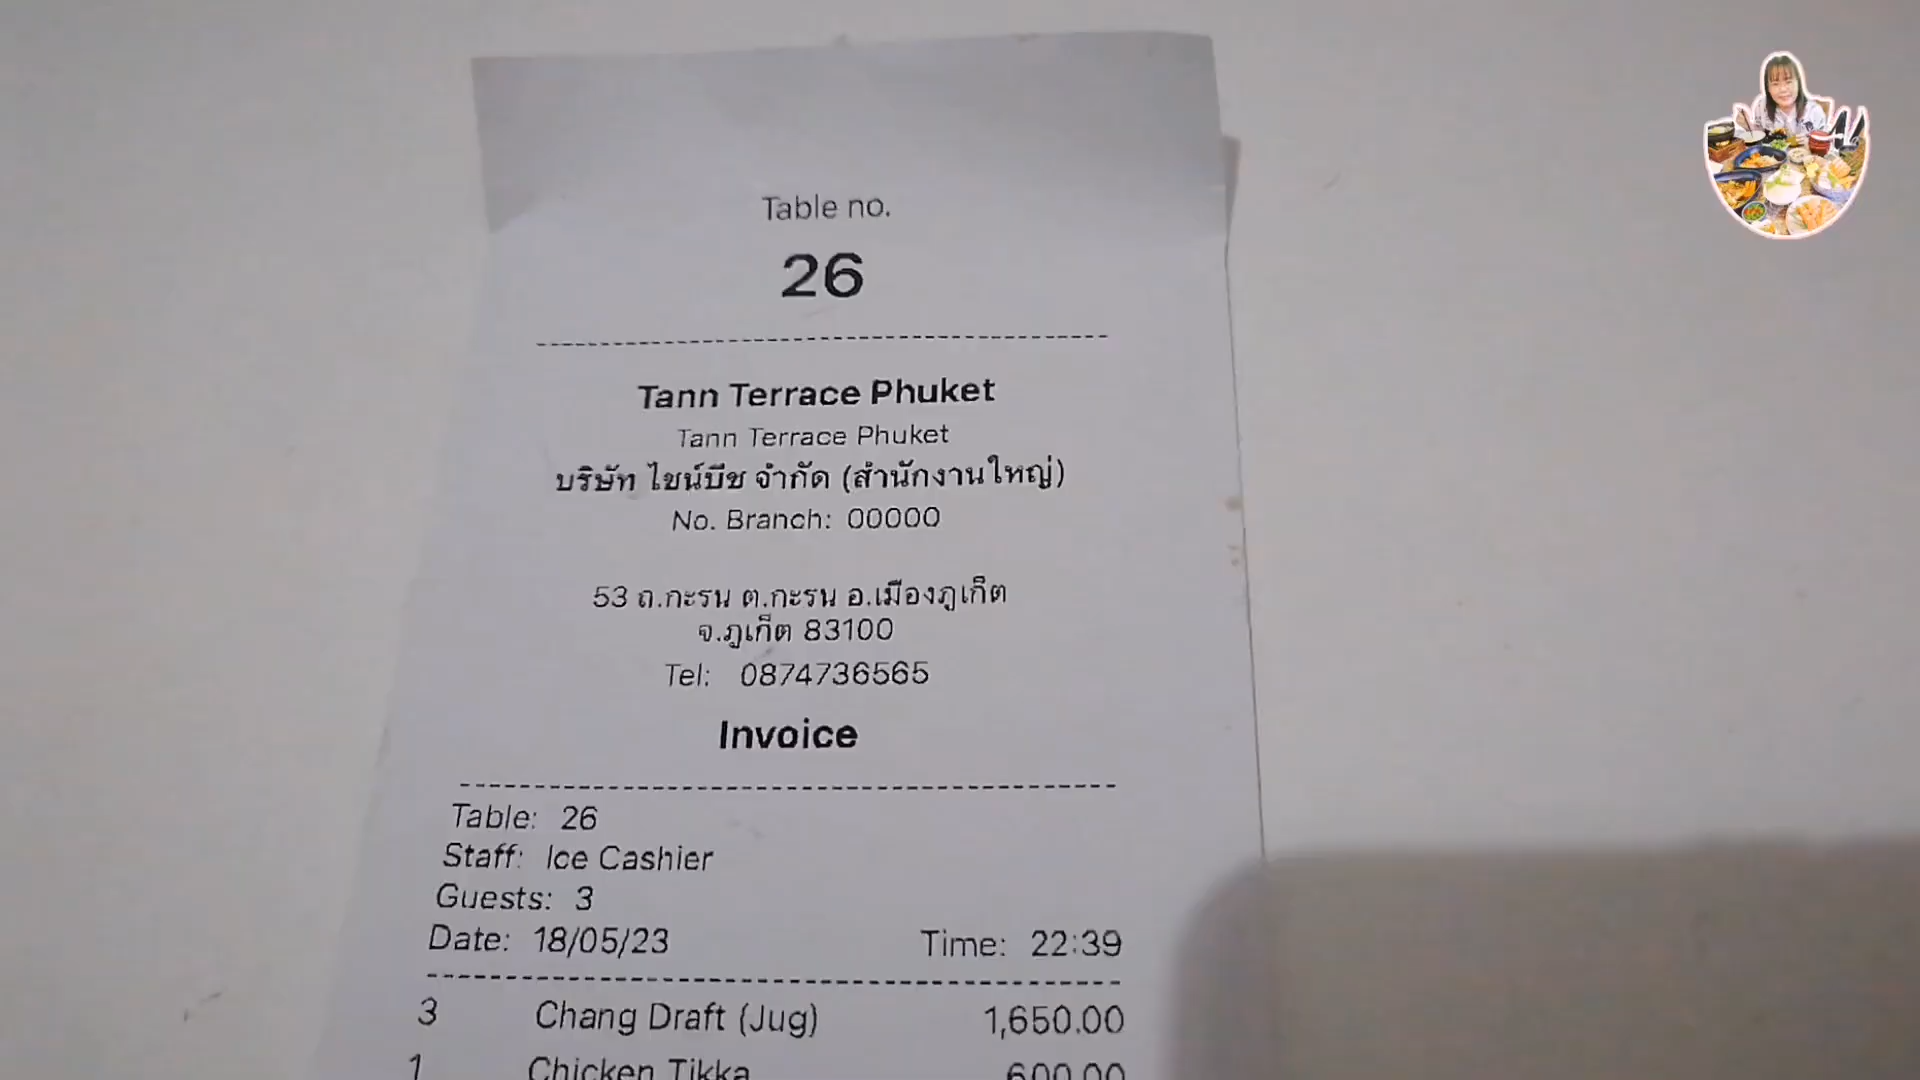 Table no.
26
Tann Terrace Phuket
Tann Terrace Phuket
บริษัท ไชน์บีช จำกัด (สำนักงานใหญ่)
No. Branch: 00000
53 ถ.กะรน ต.กะรน อ.เมืองภูเก็ต
จ.ภูเก็ต 83100
Tel: 0874736565
Invoice
Table: 26
Staff: Ice Cashier
Guests: 3
Date: 18/05/23 Time: 22:39
3 Chang Draft (Jug) 1,650.00
1 Chicken Tikka 600.00